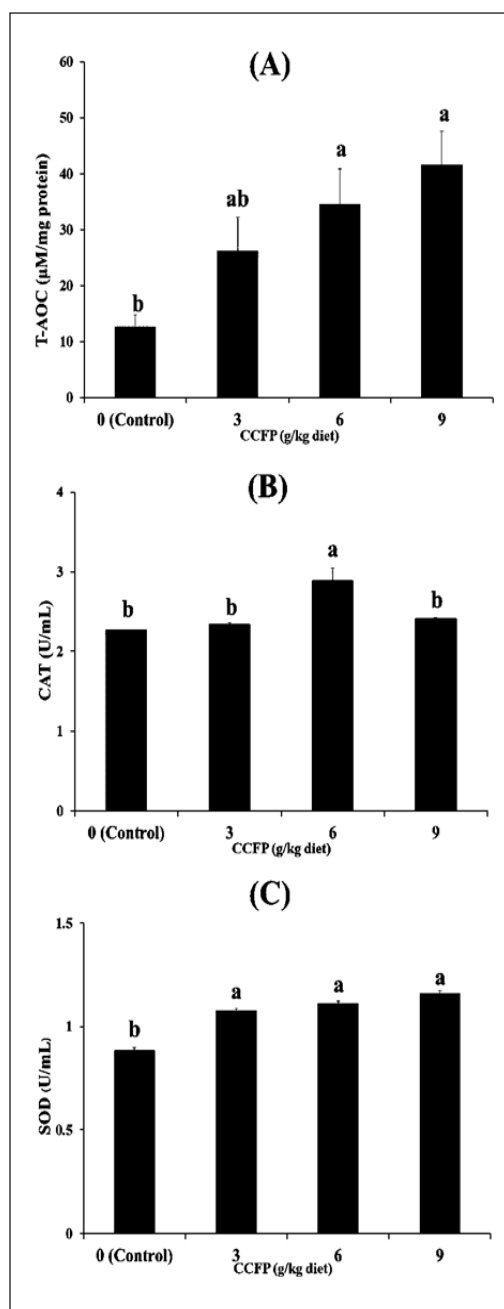 (A)
T-AOC (µM/mg protein)
60
50
40
30
20
10
0
b
ab
a
a
0 (Control) 3 6 9
CCFP (g/kg diet)
(B)
CAT (U/mL)
4
3
2
1
0
b
b
a
b
0 (Control) 3 6 9
CCFP (g/kg diet)
(C)
SOD (U/mL)
1.5
1
0.5
0
b
a
a
a
0 (Control) 3 6 9
CCFP (g/kg diet)